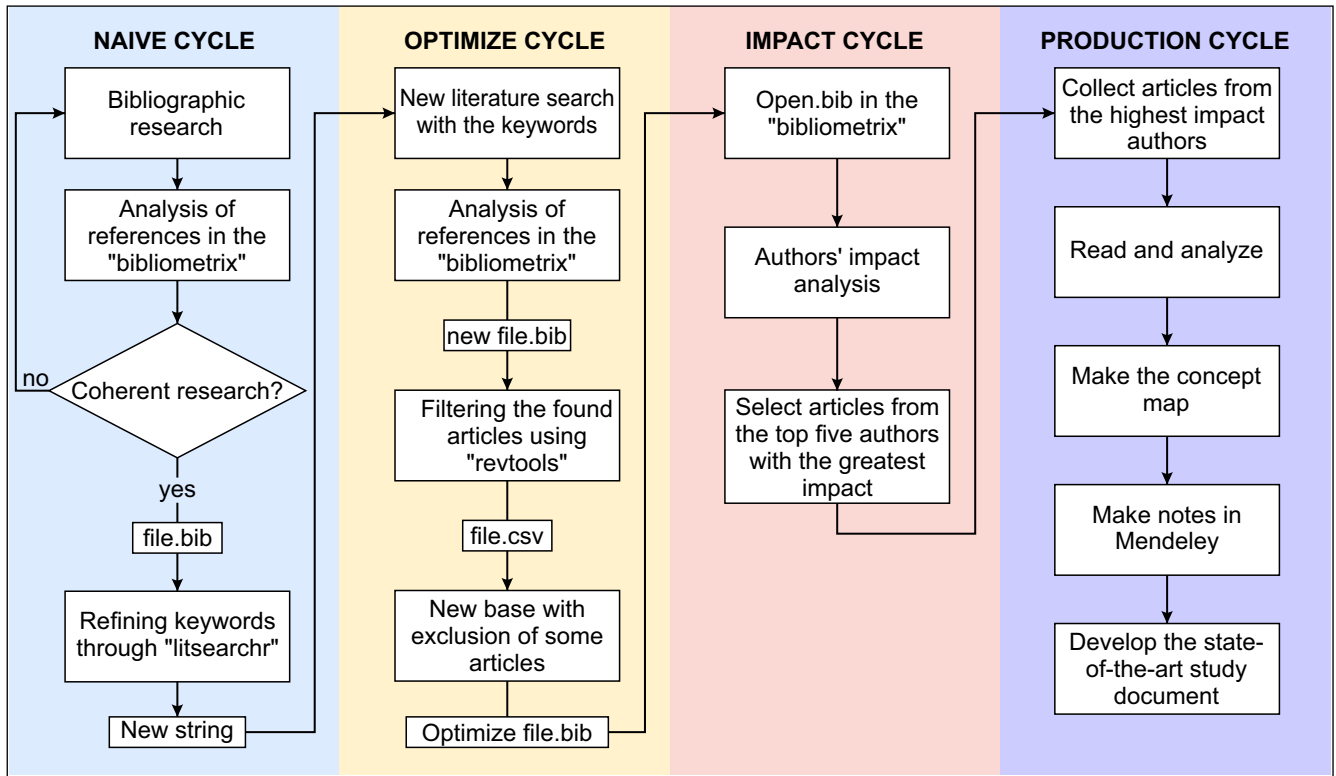 NAIVE CYCLE
Bibliographic
research
Analysis of
references in the
"bibliometrix"
Coherent research?
no
yes
file.bib
Refining keywords
through "litsearchr"
New string
OPTIMIZE CYCLE
New literature search
with the keywords
Analysis of
references in the
"bibliometrix"
new file.bib
Filtering the found
articles using
"revtools"
file.csv
New base with
exclusion of some
articles
Optimize file.bib
IMPACT CYCLE
Open.bib in the
"bibliometrix"
Authors' impact
analysis
Select articles from
the top five authors
with the greatest
impact
PRODUCTION CYCLE
Collect articles from
the highest impact
authors
Read and analyze
Make the concept
map
Make notes in
Mendeley
Develop the state-
of-the-art study
document